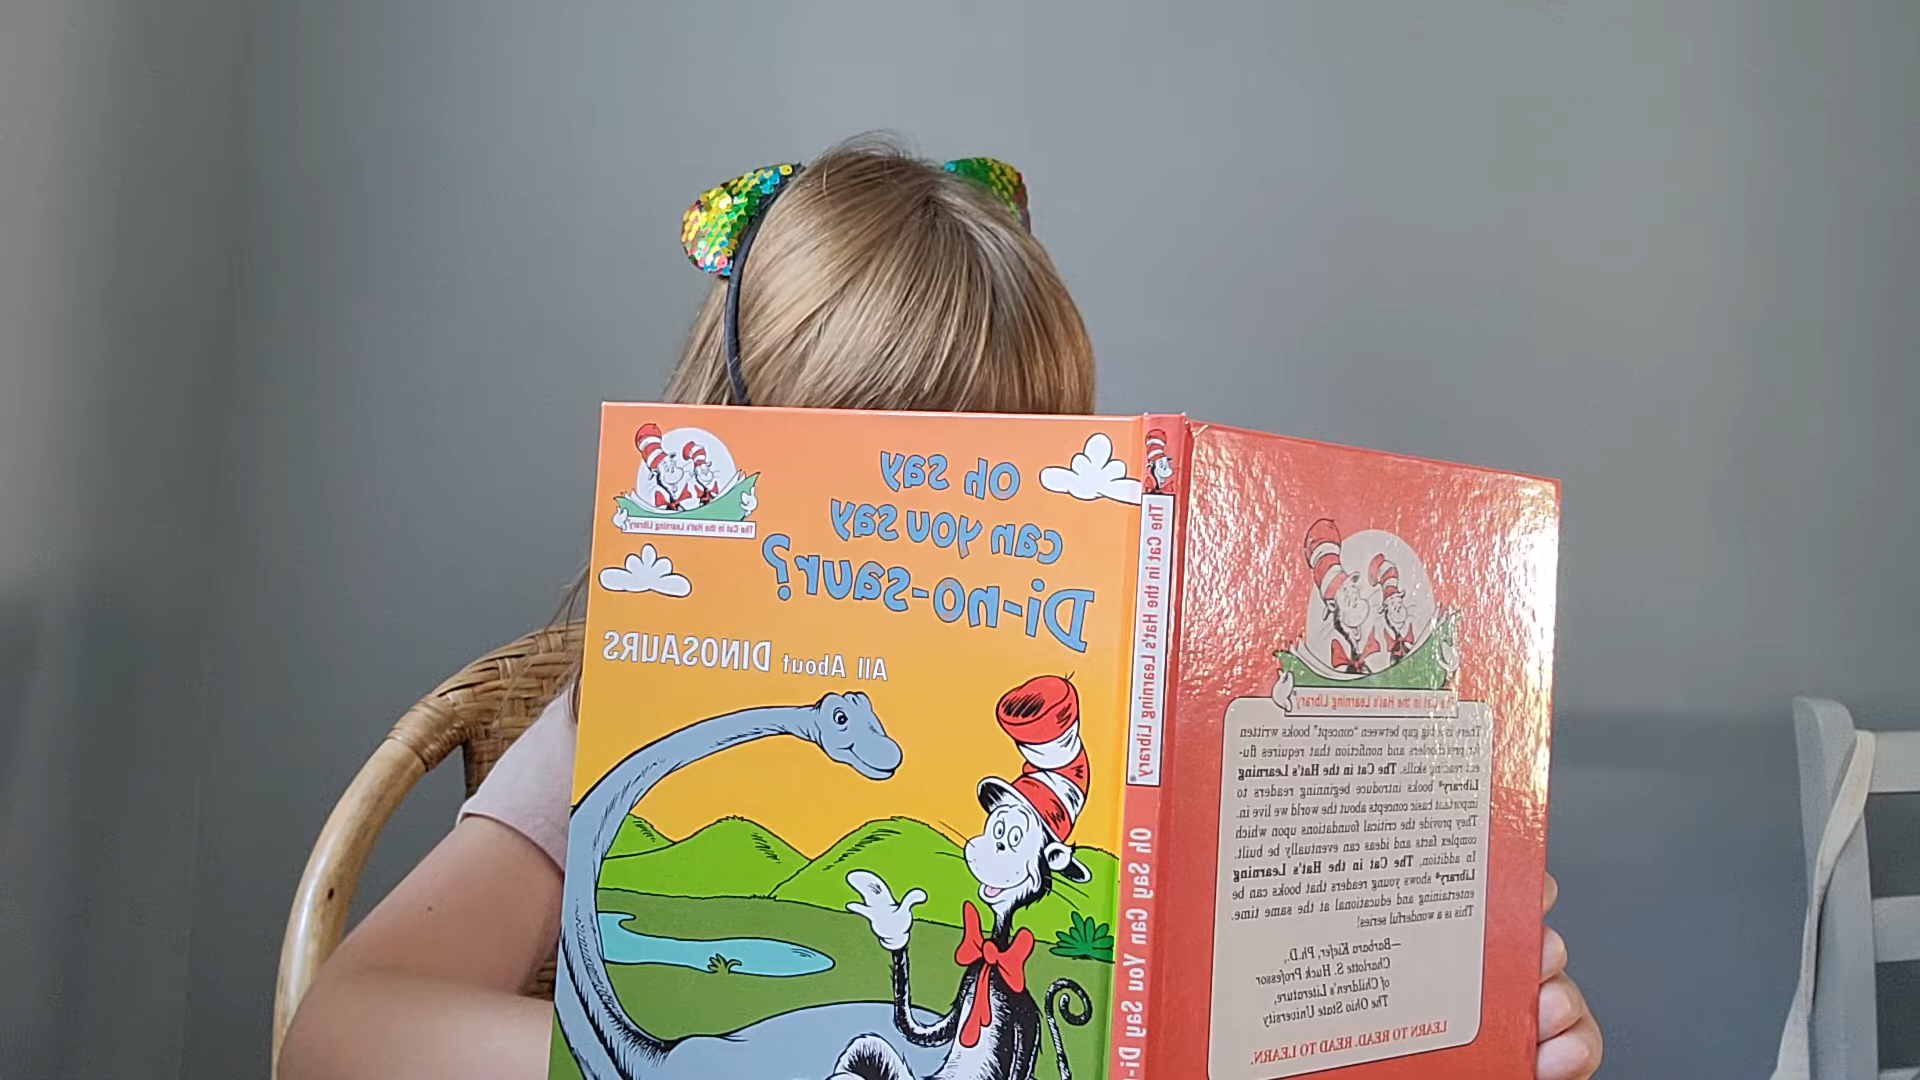 Oh say
can you say
Di-no-saur?
All About DINOSAURS
The Cat in the Hat's Learning Library
The Cat in the Hat's Learning Library®
Oh Say Can You Say Di-
The Cat in the Hat's Learning Library
There is a big gap between "concept" books written
for preschoolers and nonfiction that requires flu-
ent reading skills. The Cat in the Hat's Learning
Library® books introduce beginning readers to
important basic concepts about the world we live in.
They provide the critical foundations upon which
complex facts and ideas can eventually be built.
In addition, The Cat in the Hat's Learning
Library® shows young readers that books can be
entertaining and educational at the same time.
This is a wonderful series!
—Barbara Kiefer, Ph.D.,
Charlotte S. Huck Professor
of Children's Literature,
The Ohio State University
LEARN TO READ. READ TO LEARN.